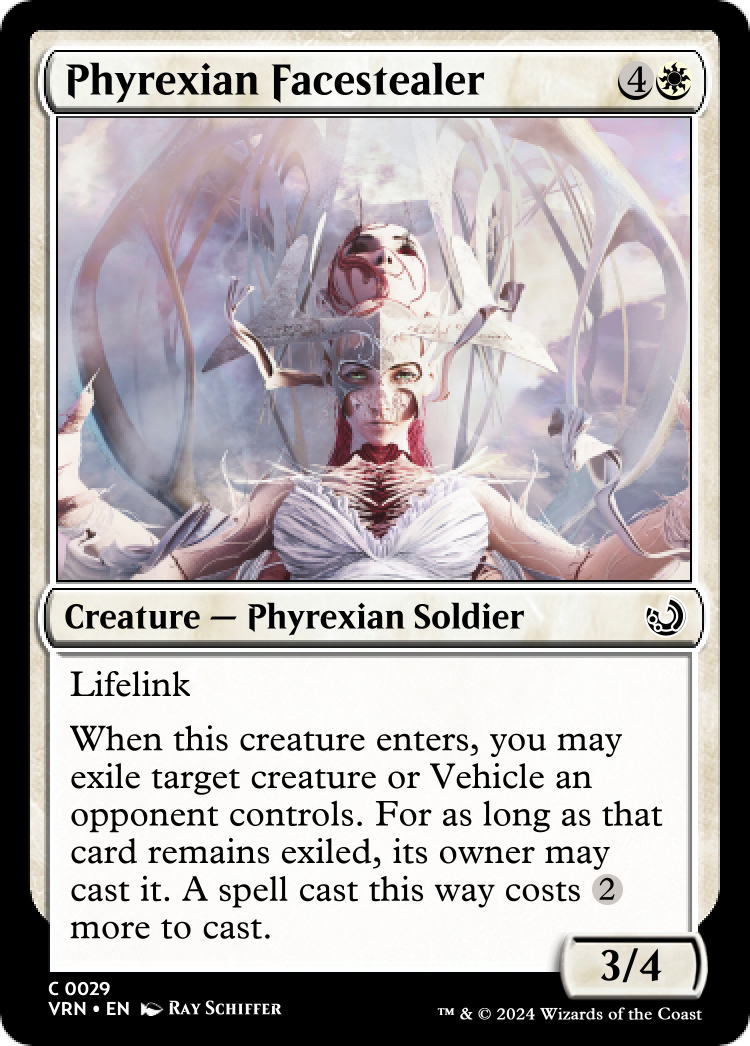 Phyrexian Facestealer 4
Creature — Phyrexian Soldier
Lifelink
When this creature enters, you may
exile target creature or Vehicle an
opponent controls. For as long as that
card remains exiled, its owner may
cast it. A spell cast this way costs 2
more to cast.
3/4
C 0029
VRN • EN Ray Schiffer
™ & © 2024 Wizards of the Coast